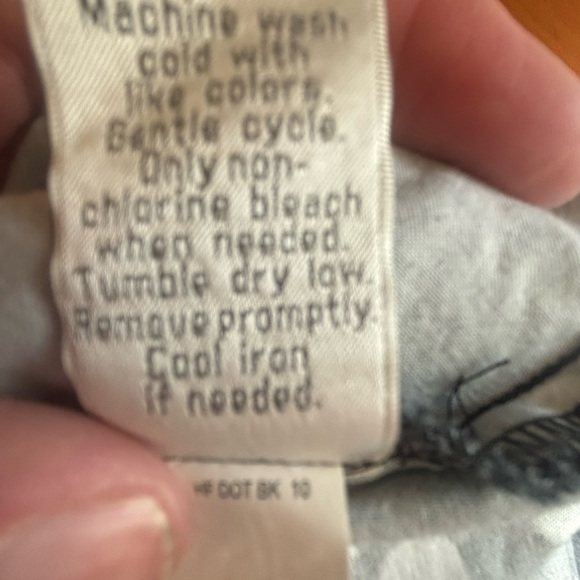 Machine wash
cold with
like colors.
Gentle cycle.
Only non-
chlorine bleach
when needed.
Tumble dry low.
Remove promptly.
Cool iron
if needed.
DOT BK 10